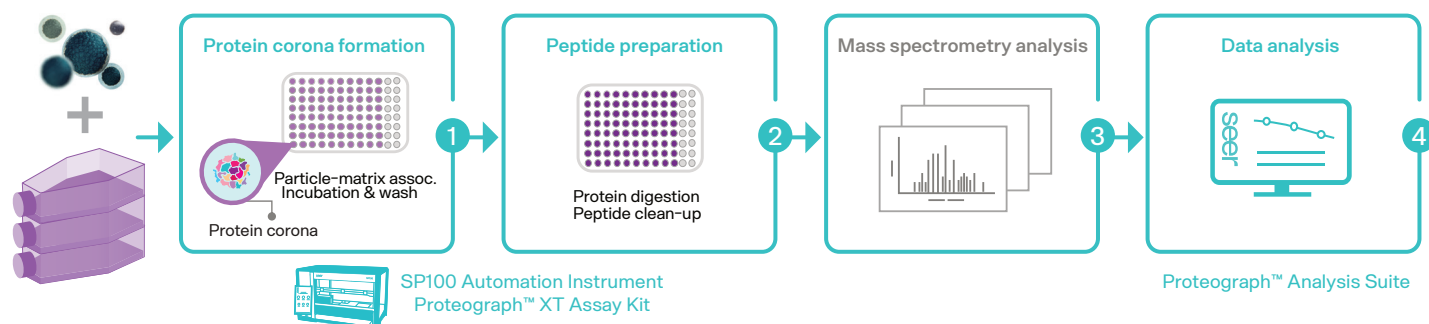 Protein corona formation
Particle-matrix assoc.
Incubation & wash
Protein corona
1
Peptide preparation
Protein digestion
Peptide clean-up
2
Mass spectrometry analysis
3
Data analysis
seer
4
SP100 Automation Instrument
Proteograph™ XT Assay Kit
Proteograph™ Analysis Suite